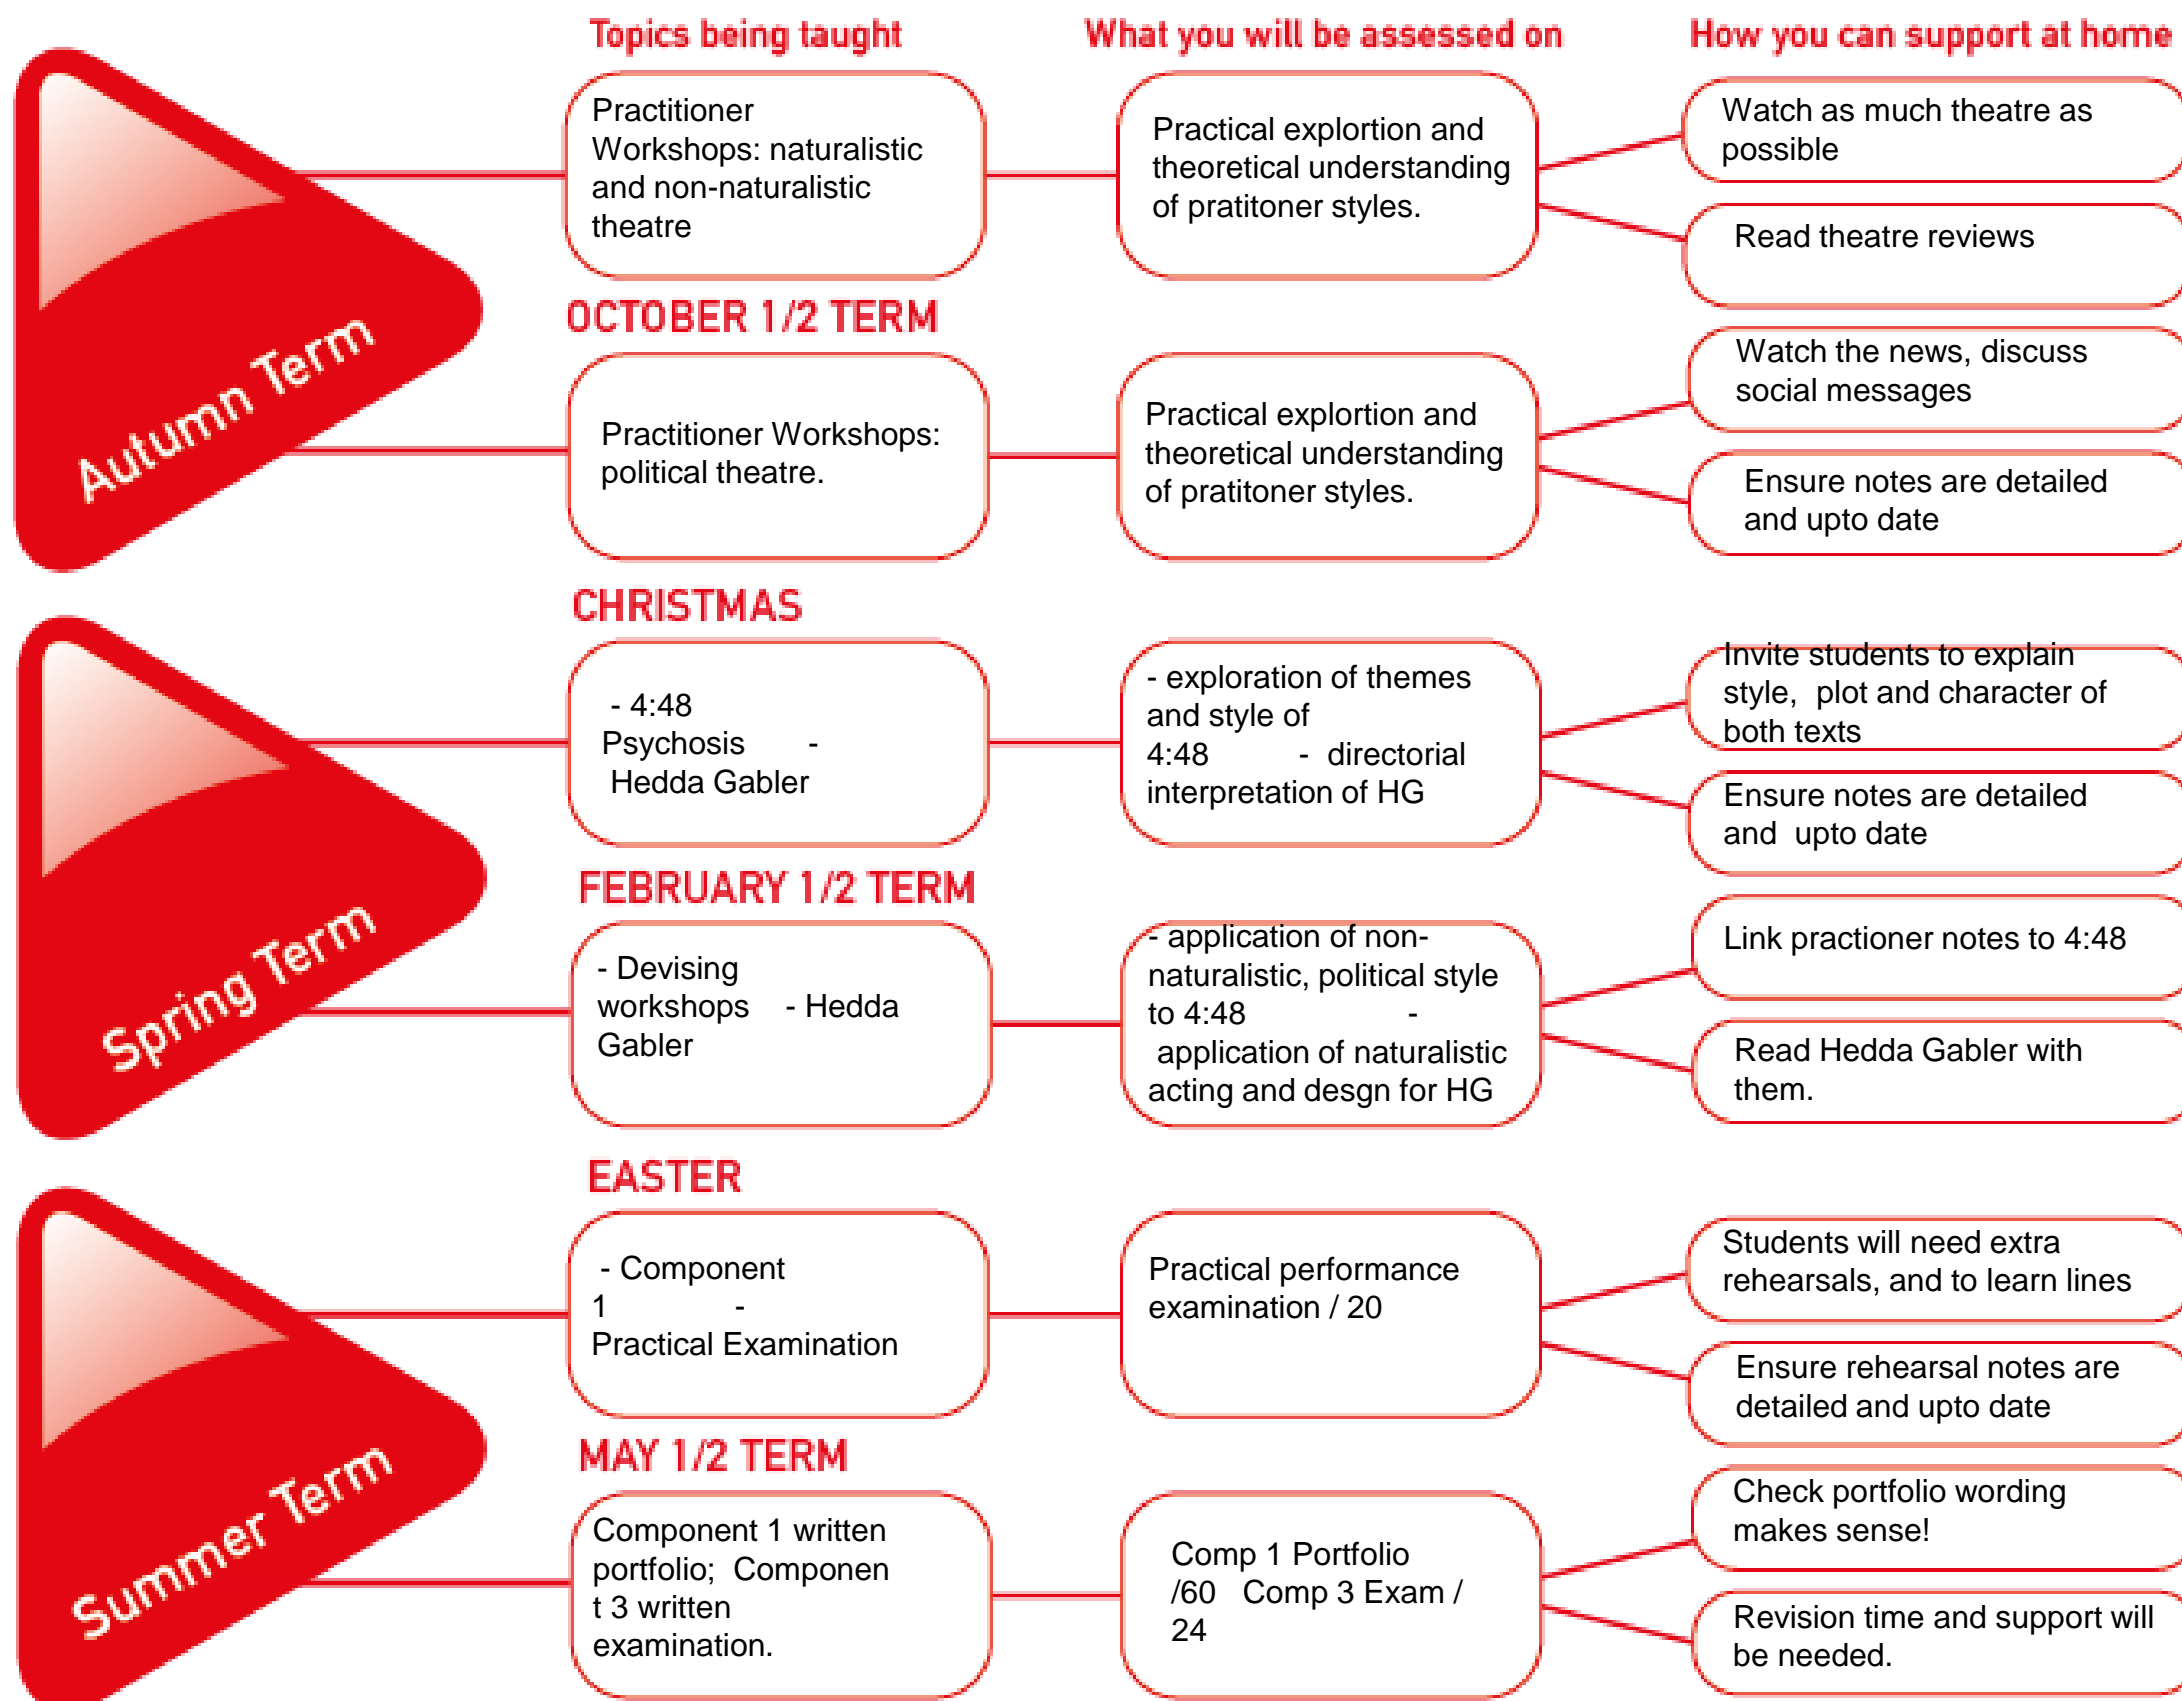 Topics being taught
What you will be assessed on
How you can support at home
Autumn Term
Practitioner
Workshops: naturalistic
and non-naturalistic
theatre
Practical explortion and
theoretical understanding
of pratitoner styles.
Watch as much theatre as
possible
Read theatre reviews
OCTOBER 1/2 TERM
Practitioner Workshops:
political theatre.
Practical explortion and
theoretical understanding
of pratitoner styles.
Watch the news, discuss
social messages
Ensure notes are detailed
and upto date
CHRISTMAS
Spring Term
- 4:48
Psychosis -
Hedda Gabler
- exploration of themes
and style of
4:48 - directorial
interpretation of HG
Invite students to explain
style, plot and character of
both texts
Ensure notes are detailed
and upto date
FEBRUARY 1/2 TERM
- Devising
workshops - Hedda
Gabler
- application of non-
naturalistic, political style
to 4:48 -
application of naturalistic
acting and desgn for HG
Link practioner notes to 4:48
Read Hedda Gabler with
them.
EASTER
Summer Term
- Component
1 -
Practical Examination
Practical performance
examination / 20
Students will need extra
rehearsals, and to learn lines
Ensure rehearsal notes are
detailed and upto date
MAY 1/2 TERM
Component 1 written
portfolio; Componen
t 3 written
examination.
Comp 1 Portfolio
/60 Comp 3 Exam /
24
Check portfolio wording
makes sense!
Revision time and support will
be needed.